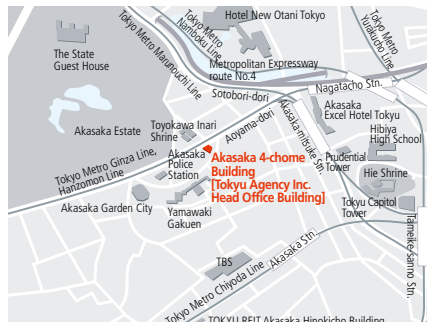 Hotel New Otani Tokyo
Tokyo Metro
Namboku Line
Tokyo Metro
Yurakucho Line
Tokyo Metro Marunouchi Line
The State
Guest House
Metropolitan Expressway
route No.4
Nagatacho Stn.
Sotobori-dori
Akasaka
Excel Hotel Tokyu
Akasaka Estate
Toyokawa Inari
Shrine
Aoyama-dori
Akasaka-mitsuke Stn.
Hibiya
High School
Akasaka
Police
Station
Akasaka 4-chome
Building
[Tokyu Agency Inc.
Head Office Building]
Prudential
Tower
Hie Shrine
Tokyo Metro Ginza Line,
Hanzomon Line
Akasaka Garden City
Yamawaki
Gakuen
Tokyu Capitol
Tower
Tameike-sanno Stn.
Akasaka Stn.
TBS
Tokyo Metro Chiyoda Line
TOKYU REIT Akasaka Hinokicho Building